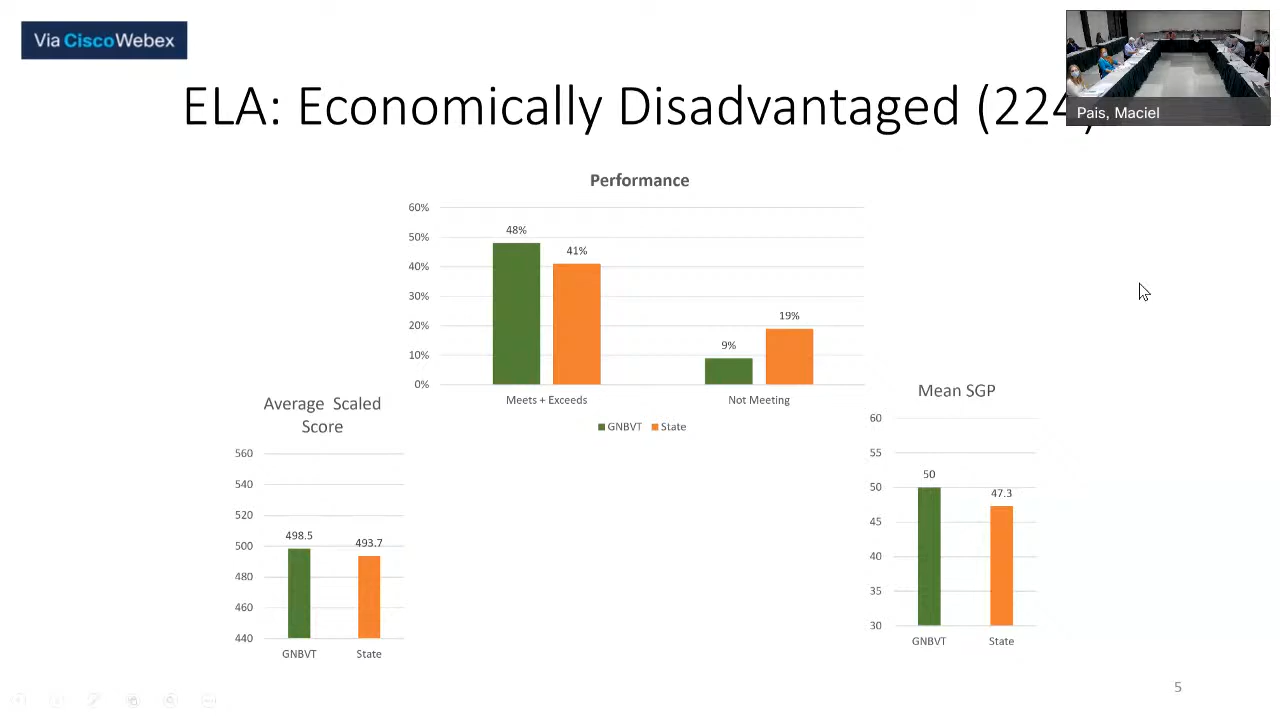 Via CiscoWebex
Pais, Maciel
ELA: Economically Disadvantaged (224)
Performance
60%
50%
40%
30%
20%
10%
0%
48%
41%
9%
19%
Meets + Exceeds
Not Meeting
GNBVT
State
Average Scaled
Score
560
540
520
500
480
460
440
498.5
493.7
GNBVT
State
Mean SGP
60
55
50
45
40
35
30
50
47.3
GNBVT
State
5